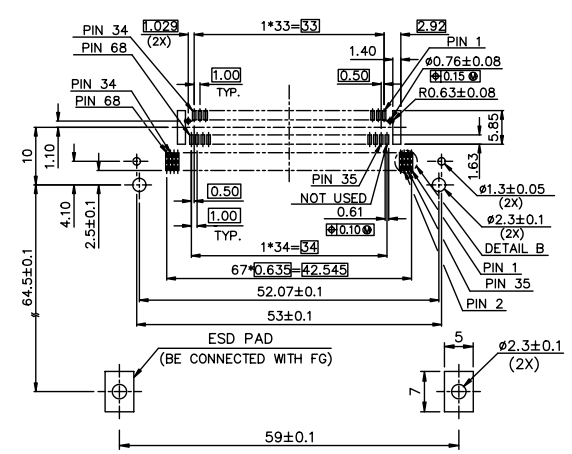 1.029
(2X)
1*33=33
2.92
PIN 34
PIN 68
1.40
PIN 1
ø0.76±0.08
⌖ 0.15 Ⓜ
R0.63±0.08
1.00
TYP.
0.50
PIN 34
PIN 68
5.85
10
1.10
1.63
4.10
2.5±0.1
0.50
1.00
TYP.
PIN 35
NOT USED
0.61
⌖ 0.10 Ⓜ
ø1.3±0.05
(2X)
ø2.3±0.1
(2X)
DETAIL B
PIN 1
PIN 35
PIN 2
1*34=34
67*0.635=42.545
52.07±0.1
53±0.1
64.5±0.1
ESD PAD
(BE CONNECTED WITH FG)
5
7
ø2.3±0.1
(2X)
59±0.1